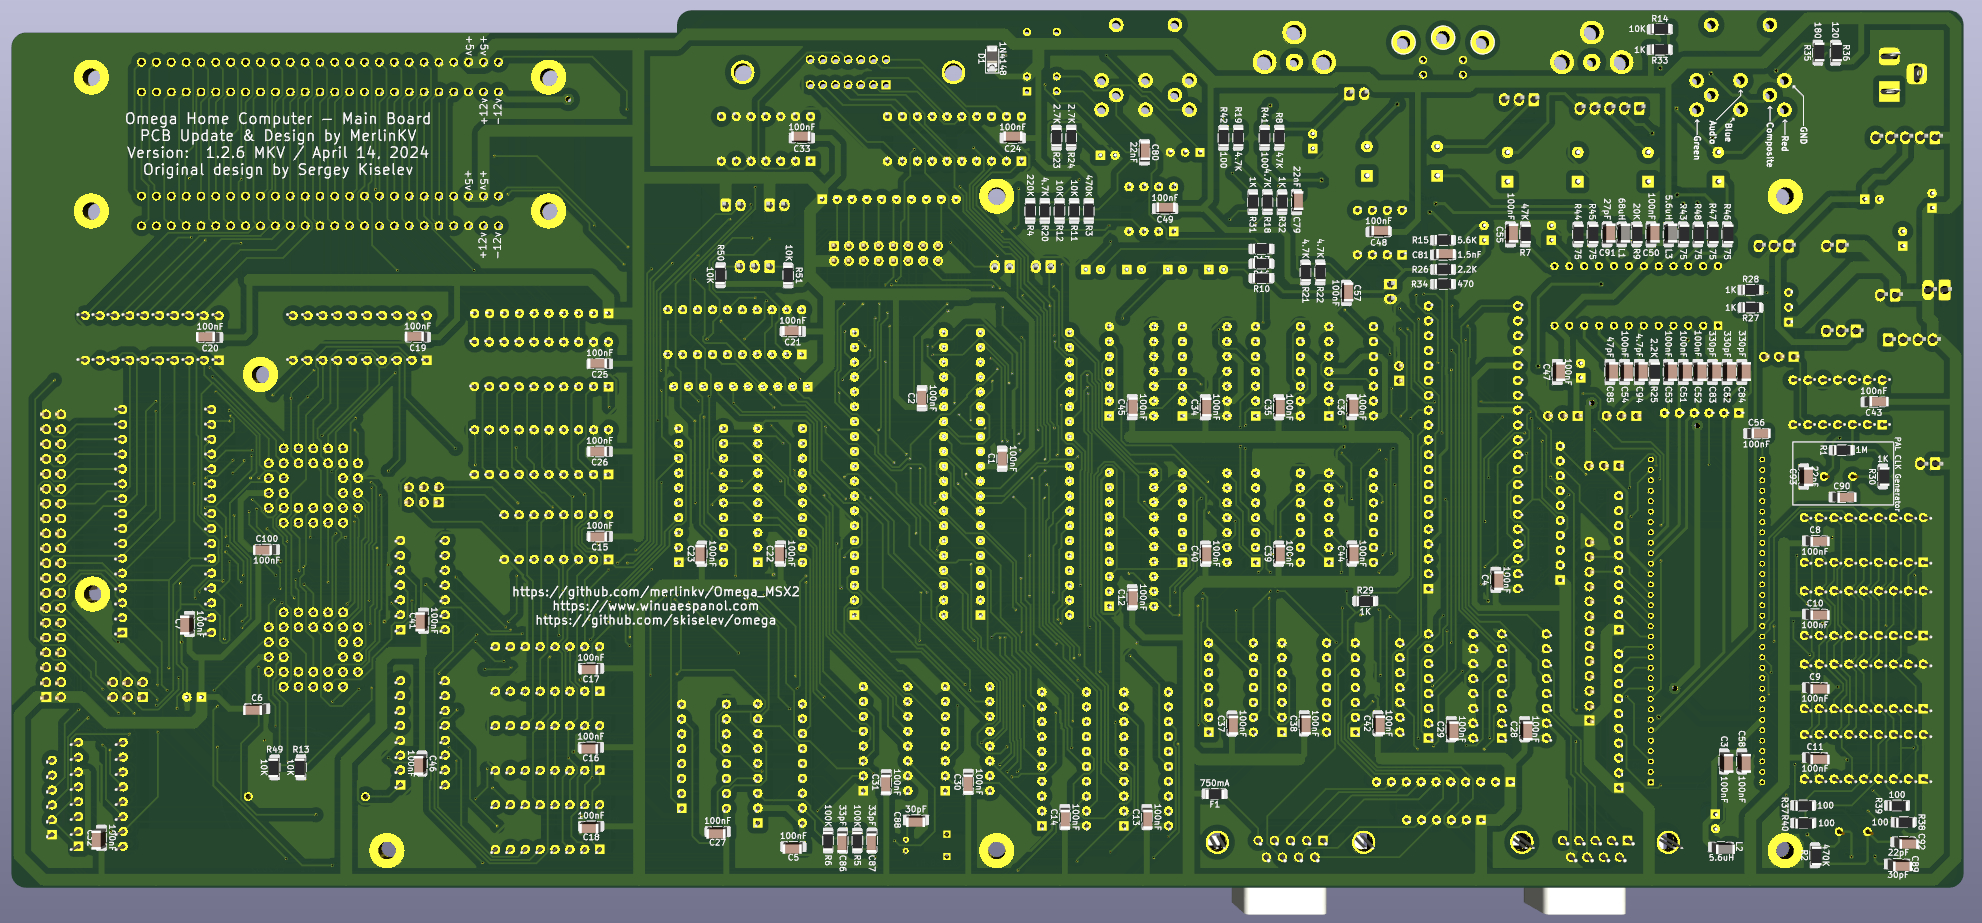 +5v
+5v
+12v
-12v
Omega Home Computer – Main Board
PCB Update & Design by MerlinKV
Version: 1.2.6 MKV / April 14, 2024
Original design by Sergey Kiselev
+5v
+5v
+12v
-12v
1N4148
D1
100nF
C33
100nF
C24
2.7K
2.7K
R23
R24
C80
22nF
R42
R19
R41
R8
100
4.7K
100
47K
R14
10K
1K
R33
180
120
R35
R36
Green
Audio
Blue
Composite
Red
GND
220K
4.7K
10K
10K
470K
R4
R20
R12
R11
R3
C49
1K
4.7K
1K
22nF
R31
R18
R32
C79
C48
R15
5.6K
C81
1.5nF
R26
2.2K
R34
470
100nF
47K
C55
R7
R44
R45
27pF
68uH
20K
100nF
5.6uH
R43
R48
R47
R46
75
75
C91
L1
R9
C50
L3
75
75
75
75
R50
10K
10K
R51
R10
4.7K
4.7K
R21
R22
C57
100nF
R28
1K
1K
R27
100nF
C20
100nF
C19
100nF
C21
100nF
C25
C2
100nF
C1
100nF
C45
100nF
C34
100nF
C35
100nF
C36
100nF
C47
100nF
47pF
100nF
4.7pF
2.2K
100nF
100nF
100nF
330pF
330pF
330pF
C85
C54
C94
R25
C53
C51
C52
C83
C82
C84
100nF
C43
C56
100nF
PAL CLK Generator
R1
1M
1K
R30
C93
22pF
C90
100nF
C26
100nF
C15
C100
100nF
C23
100nF
C22
100nF
C40
100nF
C39
100nF
C44
100nF
C12
100nF
C4
100nF
R29
1K
C8
100nF
C10
100nF
C9
100nF
C11
100nF
https://github.com/merlinkv/Omega_MSX2
https://www.winuaespanol.com
https://github.com/skiselev/omega
C7
100nF
C41
100nF
100nF
C17
C6
100nF
C16
R49
R13
10K
10K
C46
100nF
100nF
C18
100nF
C27
100nF
C5
C31
100nF
C30
100nF
100K
33pF
100K
33pF
R6
C86
R5
C87
C88
30pF
C14
100nF
C13
100nF
C37
100nF
C38
100nF
C42
100nF
C29
100nF
C28
100nF
750mA
F1
C3
C58
100nF
100nF
L2
5.6uH
R37
100
R40
100
100
R39
100
R38
R2
470K
C92
22pF
C89
30pF